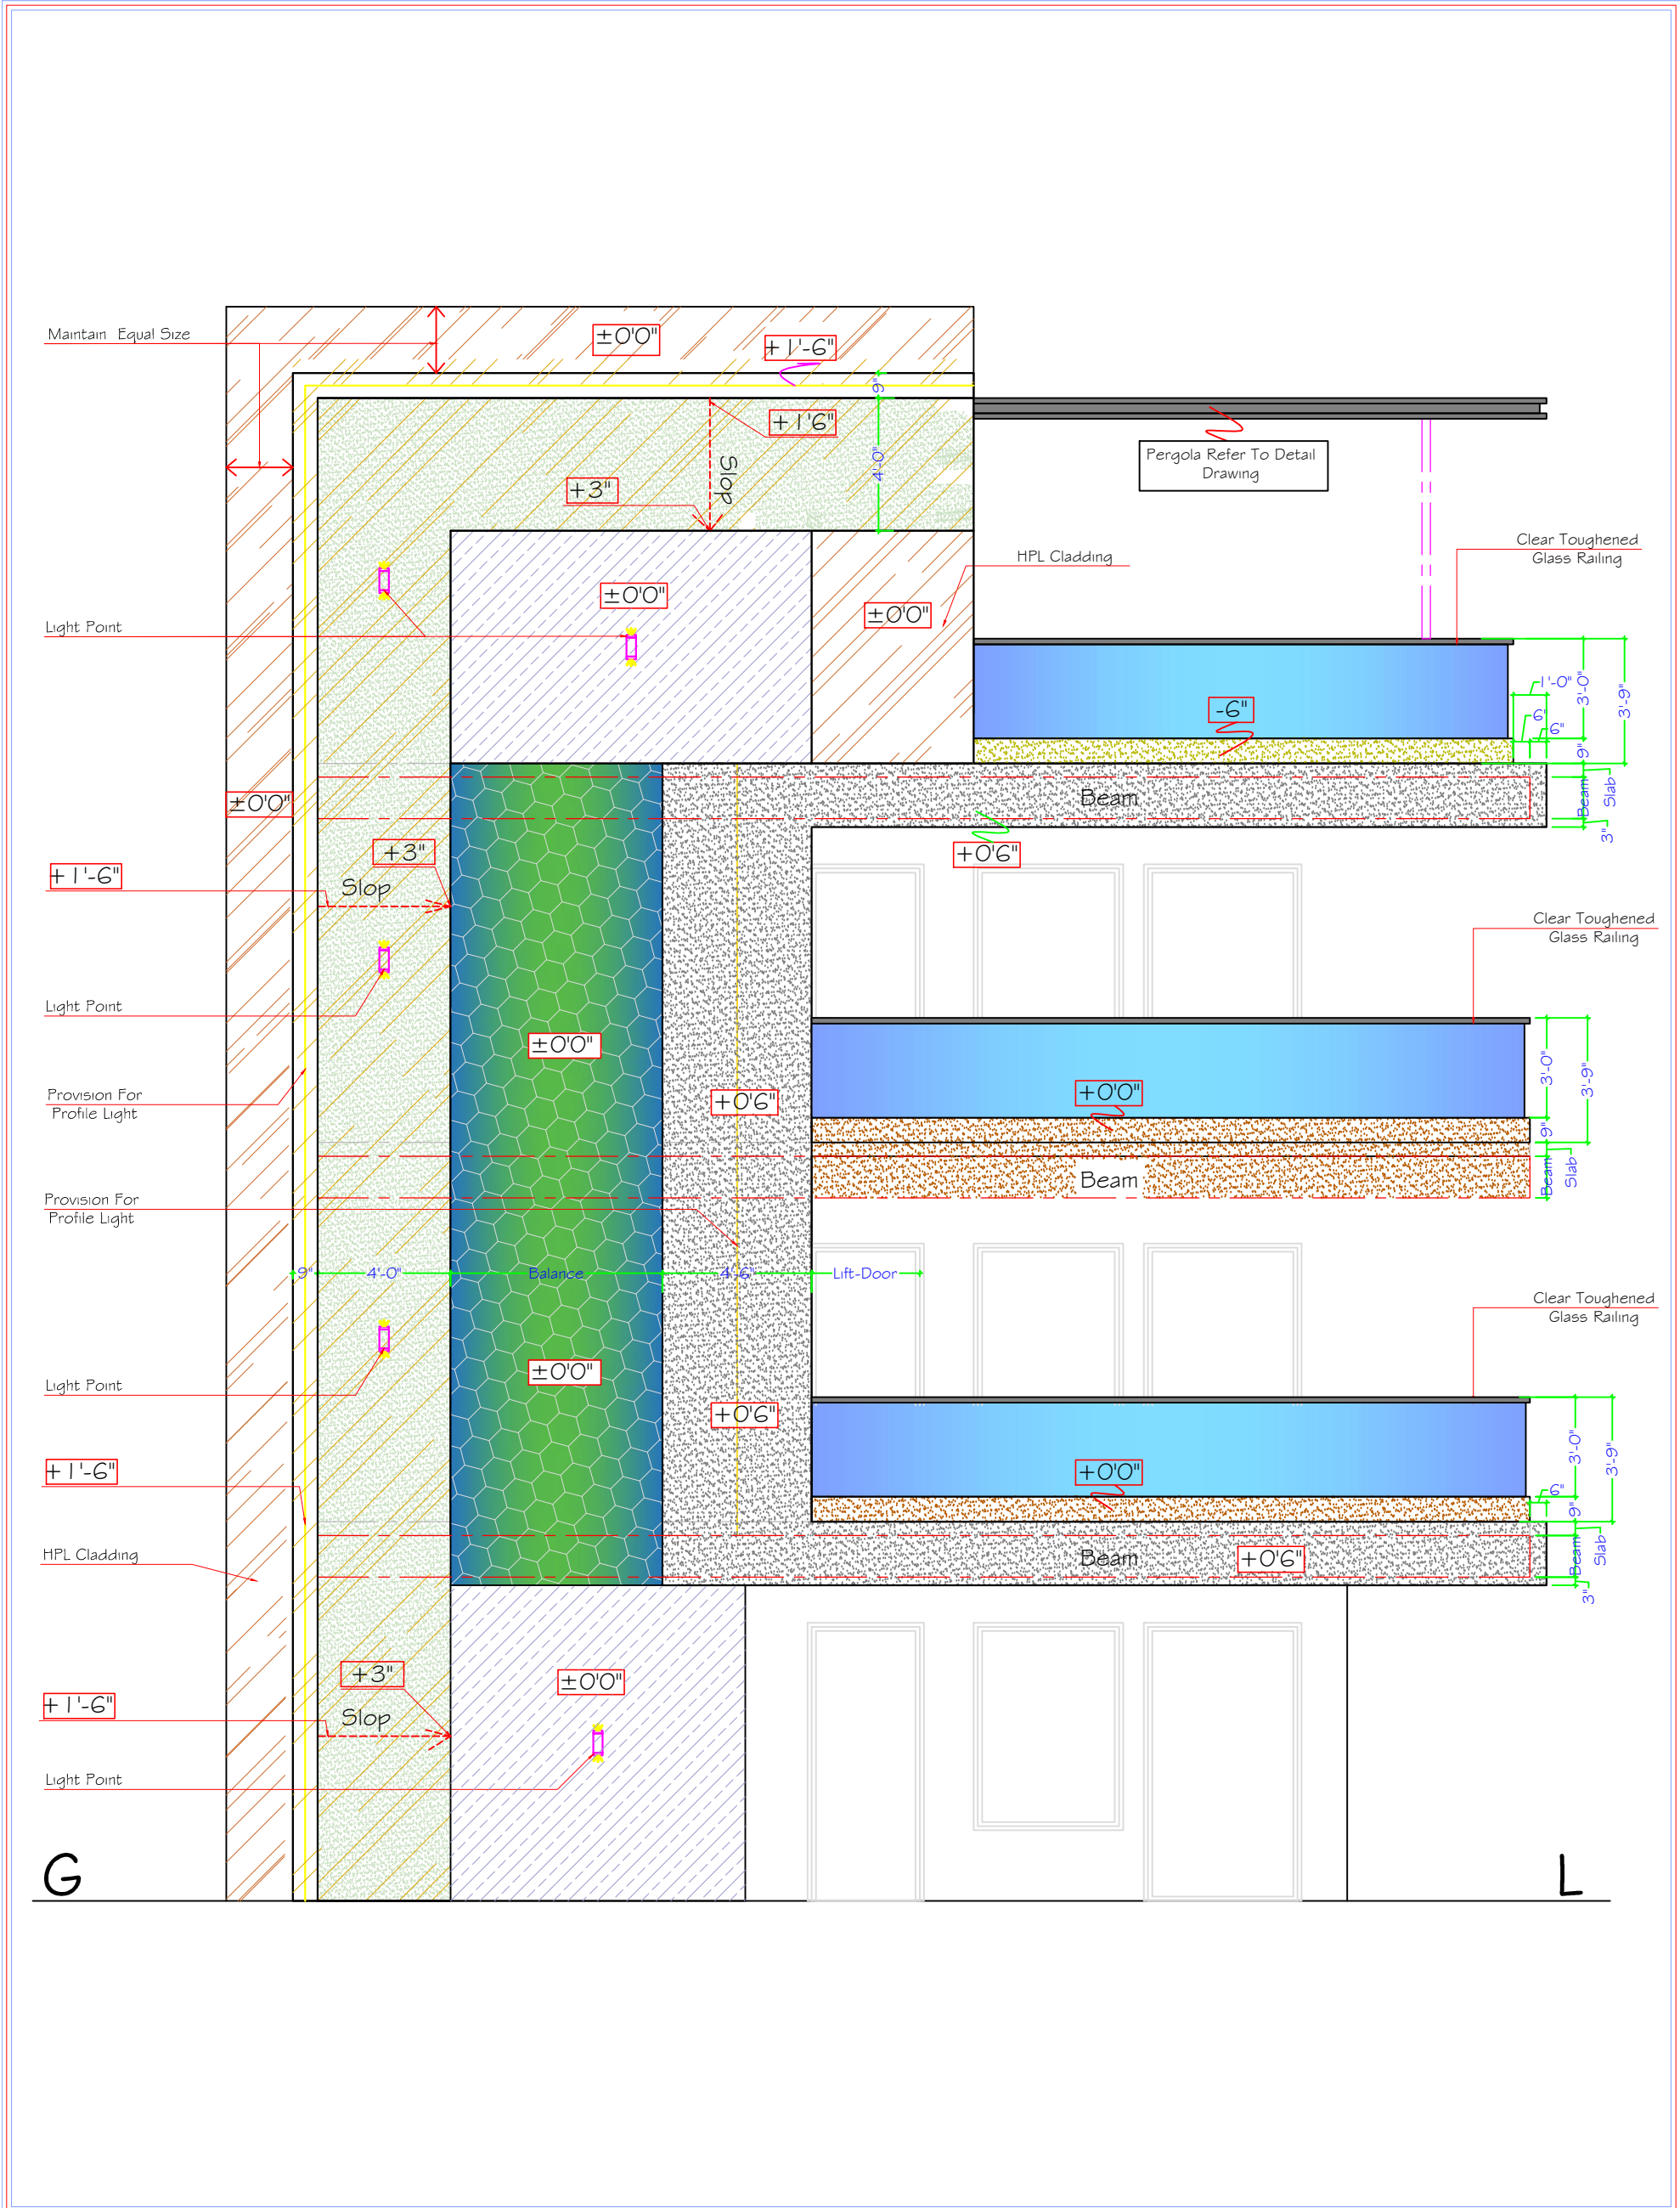 Maintain Equal Size
±0'0"
+1'-6"
9"
+1'6"
4'-0"
Slop
+3"
Pergola Refer To Detail
Drawing
HPL Cladding
Clear Toughened
Glass Railing
±0'0"
±0'0"
Light Point
1'-0"
3'-0"
3'-9"
-6"
6"
6"
9"
±0'0"
Beam
Beam
Slab
3"
+3"
+0'6"
+1'-6"
Slop
Clear Toughened
Glass Railing
Light Point
±0'0"
3'-0"
3'-9"
Provision For
Profile Light
+0'6"
+0'0"
9"
Beam
Beam
Slab
Provision For
Profile Light
9"
4'-0"
Balance
4'-6"
Lift-Door
Clear Toughened
Glass Railing
Light Point
±0'0"
+0'6"
3'-0"
3'-9"
+1'-6"
+0'0"
6"
9"
HPL Cladding
Beam
+0'6"
Beam
Slab
3"
+3"
±0'0"
+1'-6"
Slop
Light Point
G
L